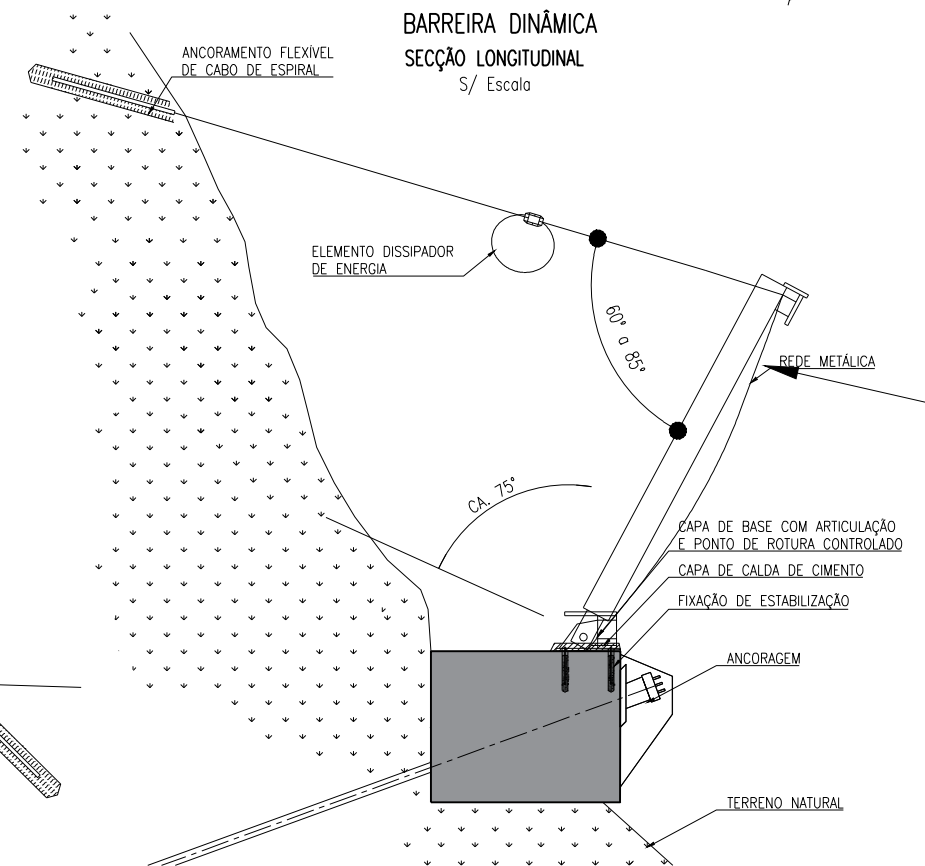 BARREIRA DINÂMICA
SECÇÃO LONGITUDINAL
S/ Escala
ANCORAMENTO FLEXÍVEL
DE CABO DE ESPIRAL
ELEMENTO DISSIPADOR
DE ENERGIA
60° a 85°
REDE METÁLICA
CA. 75°
CAPA DE BASE COM ARTICULAÇÃO
E PONTO DE ROTURA CONTROLADO
CAPA DE CALDA DE CIMENTO
FIXAÇÃO DE ESTABILIZAÇÃO
ANCORAGEM
TERRENO NATURAL